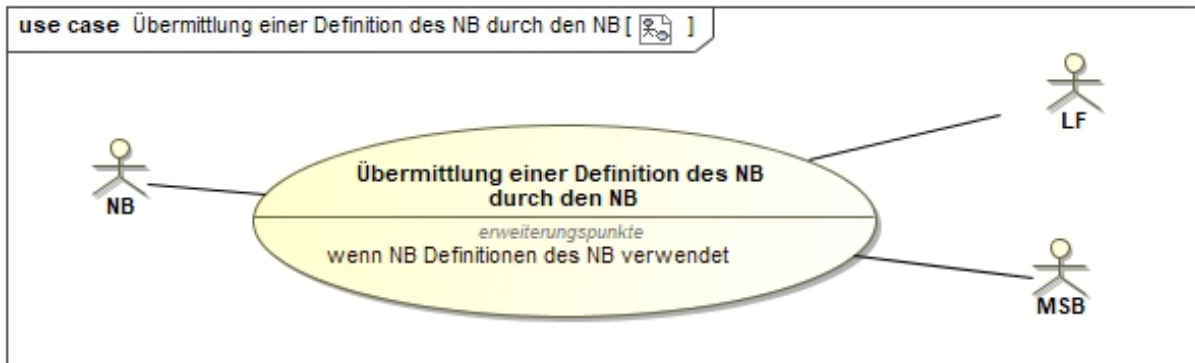 use case Übermittlung einer Definition des NB durch den NB [ ]
LF
NB
Übermittlung einer Definition des NB
durch den NB
erweiterungspunkte
wenn NB Definitionen des NB verwendet
MSB